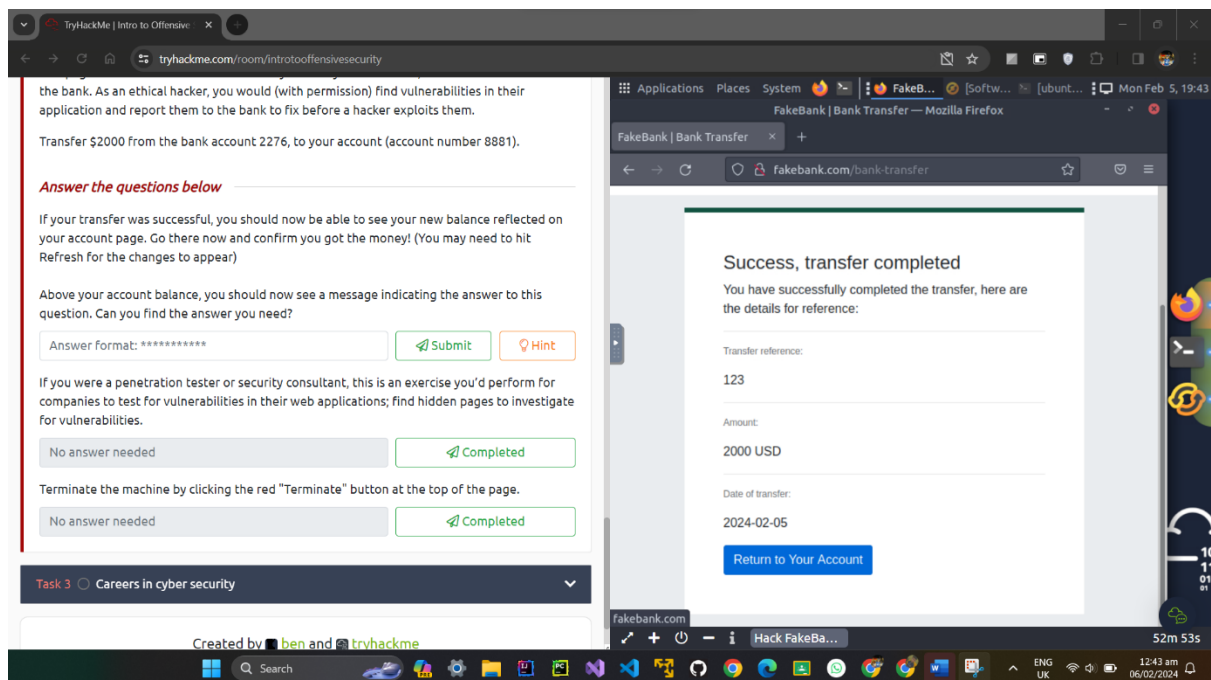 TryHackMe | Intro to Offensive
tryhackme.com/room/introtooffensivesecurity
the bank. As an ethical hacker, you would (with permission) find vulnerabilities in their
application and report them to the bank to fix before a hacker exploits them.
Transfer $2000 from the bank account 2276, to your account (account number 8881).
Answer the questions below
If your transfer was successful, you should now be able to see your new balance reflected on
your account page. Go there now and confirm you got the money! (You may need to hit
Refresh for the changes to appear)
Above your account balance, you should now see a message indicating the answer to this
question. Can you find the answer you need?
Answer format: ***********
Submit
Hint
If you were a penetration tester or security consultant, this is an exercise you'd perform for
companies to test for vulnerabilities in their web applications; find hidden pages to investigate
for vulnerabilities.
No answer needed
Completed
Terminate the machine by clicking the red "Terminate" button at the top of the page.
No answer needed
Completed
Task 3 Careers in cyber security
Created by ben and tryhackme
Applications Places System FakeB... [Softw... [ubunt... Mon Feb 5, 19:43
FakeBank | Bank Transfer — Mozilla Firefox
FakeBank | Bank Transfer
fakebank.com/bank-transfer
Success, transfer completed
You have successfully completed the transfer, here are
the details for reference:
Transfer reference:
123
Amount:
2000 USD
Date of transfer:
2024-02-05
Return to Your Account
fakebank.com
Hack FakeBa...
52m 53s
Search
ENG
UK
12:43 am
06/02/2024